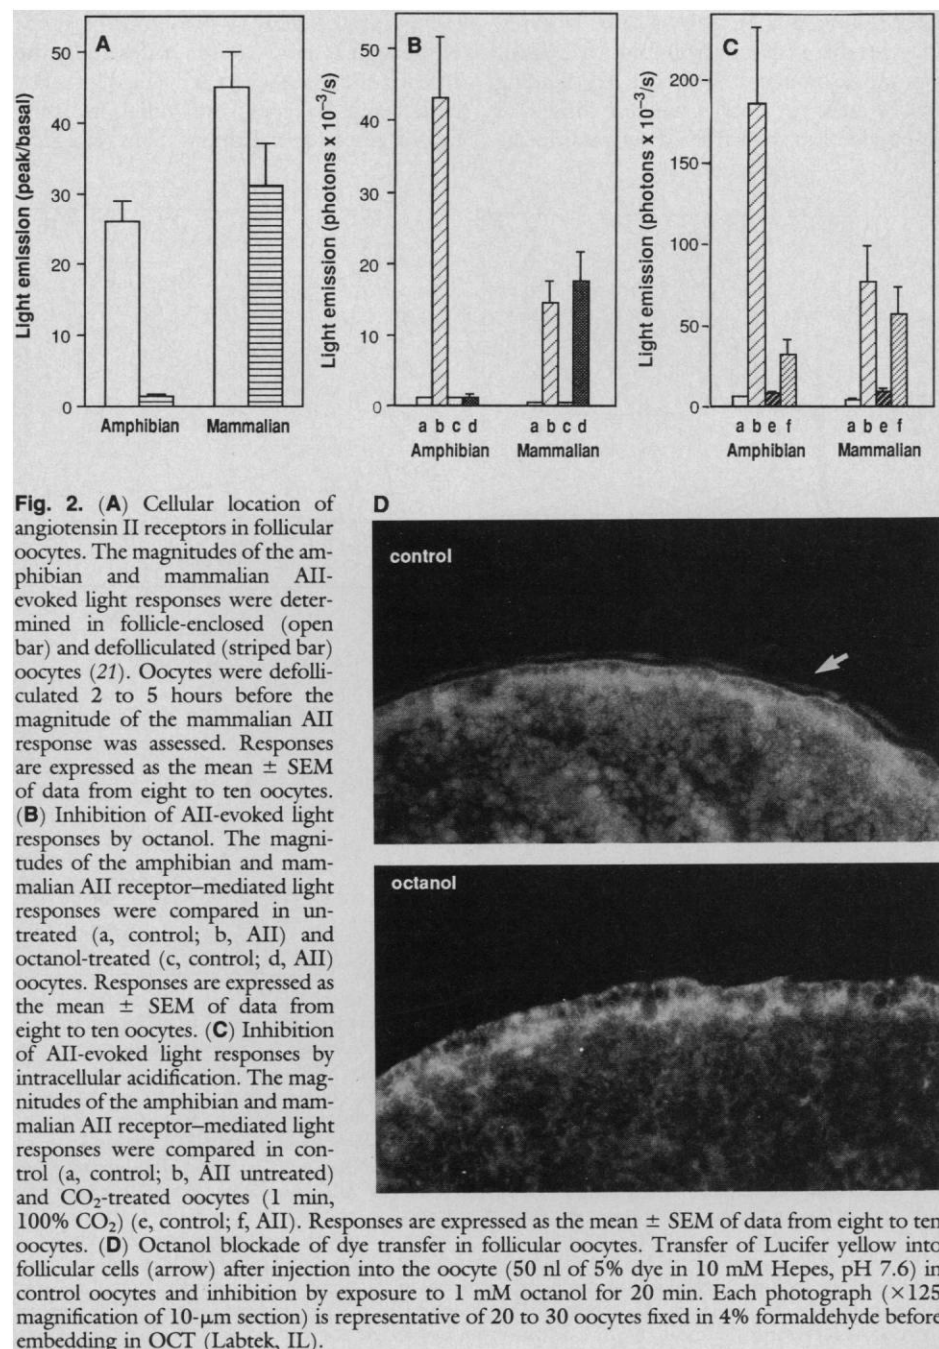 A
B
C
Light emission (peak/basal)
50
40
30
20
10
0
Amphibian Mammalian
Light emission (photons x 10⁻³/s)
50
40
30
20
10
0
a b c d a b c d
Amphibian Mammalian
Light emission (photons x 10⁻³/s)
200
150
100
50
0
a b e f a b e f
Amphibian Mammalian
Fig. 2. (A) Cellular location of
angiotensin II receptors in follicular
oocytes. The magnitudes of the am-
phibian and mammalian AII-
evoked light responses were deter-
mined in follicle-enclosed (open
bar) and defolliculated (striped bar)
oocytes (21). Oocytes were defolli-
culated 2 to 5 hours before the
magnitude of the mammalian AII
response was assessed. Responses
are expressed as the mean ± SEM
of data from eight to ten oocytes.
(B) Inhibition of AII-evoked light
responses by octanol. The magni-
tudes of the amphibian and mam-
malian AII receptor–mediated light
responses were compared in un-
treated (a, control; b, AII) and
octanol-treated (c, control; d, AII)
oocytes. Responses are expressed as
the mean ± SEM of data from
eight to ten oocytes. (C) Inhibition
of AII-evoked light responses by
intracellular acidification. The mag-
nitudes of the amphibian and mam-
malian AII receptor–mediated light
responses were compared in con-
trol (a, control; b, AII untreated)
and CO₂-treated oocytes (1 min,
100% CO₂) (e, control; f, AII). Responses are expressed as the mean ± SEM of data from eight to ten
oocytes. (D) Octanol blockade of dye transfer in follicular oocytes. Transfer of Lucifer yellow into
follicular cells (arrow) after injection into the oocyte (50 nl of 5% dye in 10 mM Hepes, pH 7.6) in
control oocytes and inhibition by exposure to 1 mM octanol for 20 min. Each photograph (×125
magnification of 10-μm section) is representative of 20 to 30 oocytes fixed in 4% formaldehyde before
embedding in OCT (Labtek, IL).
D
control
octanol